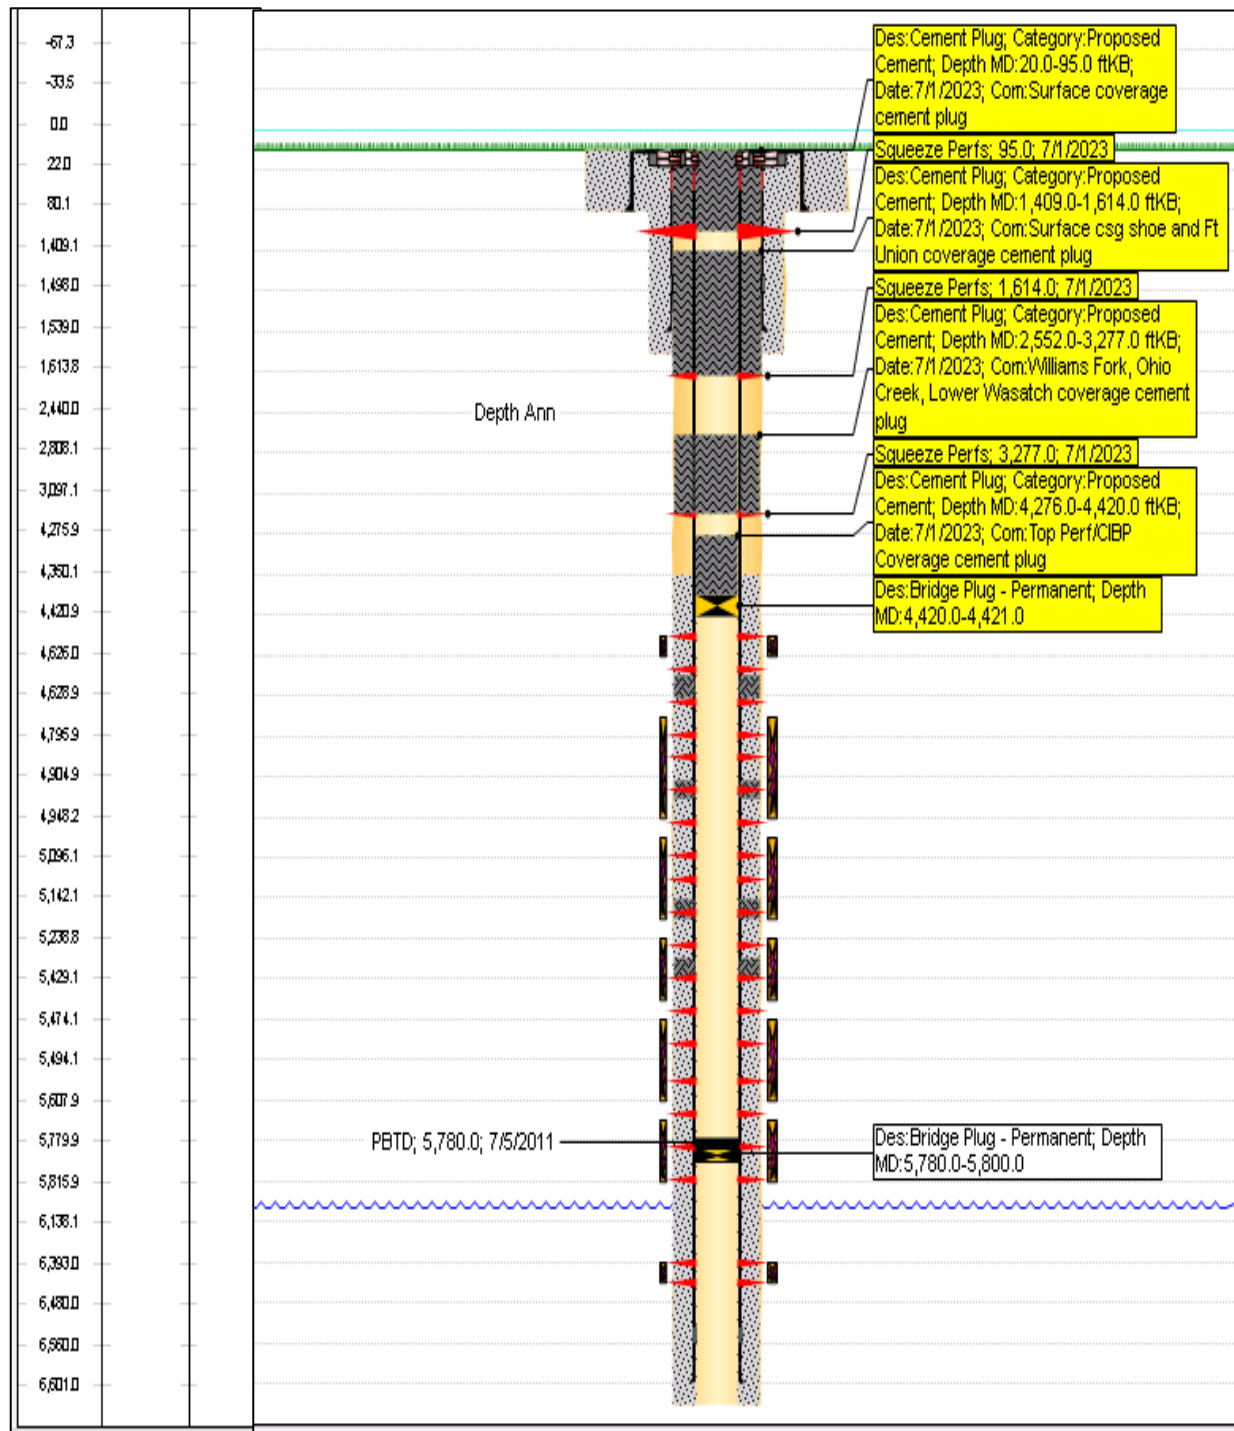 -67.3
-33.5
0.0
22.0
80.1
1,409.1
1,498.0
1,539.0
1,613.8
2,440.0
2,808.1
3,097.1
4,275.9
4,350.1
4,420.9
4,626.0
4,628.9
4,795.9
4,904.9
4,948.2
5,096.1
5,142.1
5,236.8
5,429.1
5,474.1
5,494.1
5,607.9
5,779.9
5,815.9
6,138.1
6,393.0
6,480.0
6,560.0
6,601.0
Depth Ann
PBTD; 5,780.0; 7/5/2011
Des:Cement Plug; Category:Proposed
Cement; Depth MD:20.0-95.0 ftKB;
Date:7/1/2023; Com:Surface coverage
cement plug
Squeeze Perfs; 95.0; 7/1/2023
Des:Cement Plug; Category:Proposed
Cement; Depth MD:1,409.0-1,614.0 ftKB;
Date:7/1/2023; Com:Surface csg shoe and Ft
Union coverage cement plug
Squeeze Perfs; 1,614.0; 7/1/2023
Des:Cement Plug; Category:Proposed
Cement; Depth MD:2,552.0-3,277.0 ftKB;
Date:7/1/2023; Com:Williams Fork, Ohio
Creek, Lower Wasatch coverage cement
plug
Squeeze Perfs; 3,277.0; 7/1/2023
Des:Cement Plug; Category:Proposed
Cement; Depth MD:4,276.0-4,420.0 ftKB;
Date:7/1/2023; Com:Top Perf/CIBP
Coverage cement plug
Des:Bridge Plug - Permanent; Depth
MD:4,420.0-4,421.0
Des:Bridge Plug - Permanent; Depth
MD:5,780.0-5,800.0